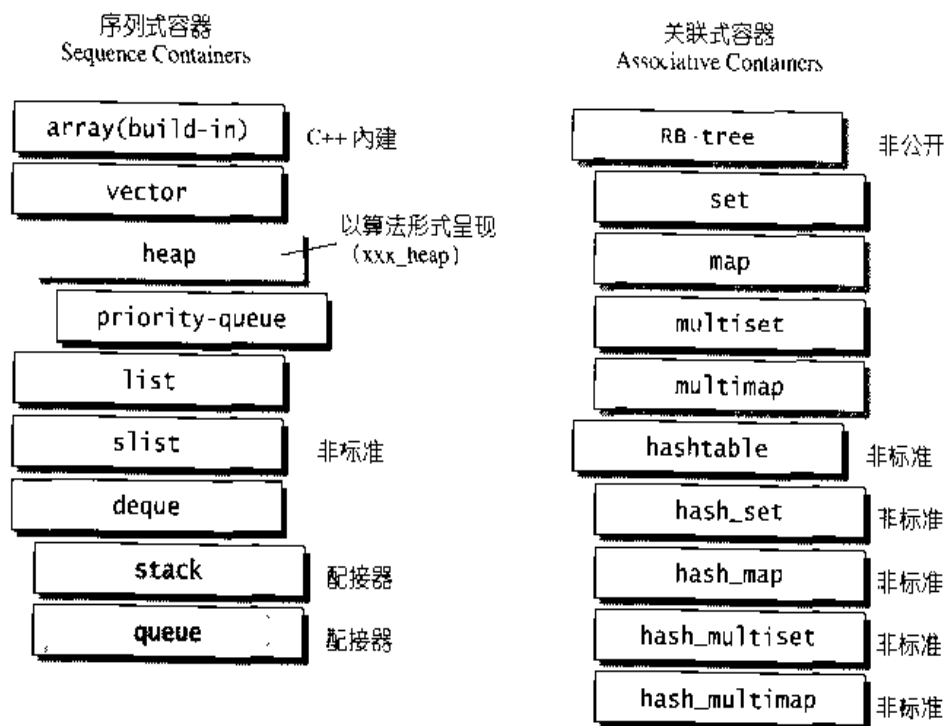 序列式容器
Sequence Containers
array(build-in)
C++ 内建
vector
heap
以算法形式呈现
(xxx_heap)
priority-queue
list
slist
非标准
deque
stack
配接器
queue
配接器
关联式容器
Associative Containers
RB-tree
非公开
set
map
multiset
multimap
hashtable
非标准
hash_set
非标准
hash_map
非标准
hash_multiset
非标准
hash_multimap
非标准